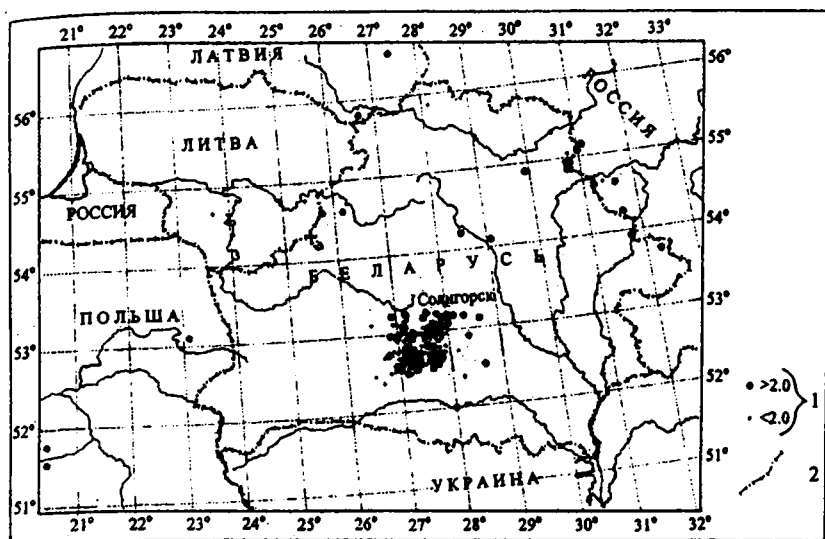 21° 22° 23° 24° 25° 26° 27° 28° 29° 30° 31° 32° 33°
ЛАТВИЯ
56°
РОССИЯ
56°
ЛИТВА
55°
55°
РОССИЯ
54°
54°
БЕЛАРУСЬ
Солигорск
53°
ПОЛЬША
53°
52°
>2.0
1
<2.0
52°
51°
УКРАИНА
2
51°
21° 22° 23° 24° 25° 26° 27° 28° 29° 30° 31° 32°